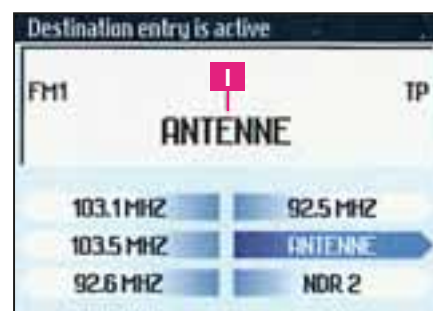 Destination entry is active
I
FM1
TP
ANTENNE
103.1 MHZ 92.5 MHZ
103.5 MHZ ANTENNE
92.6 MHZ NDR 2